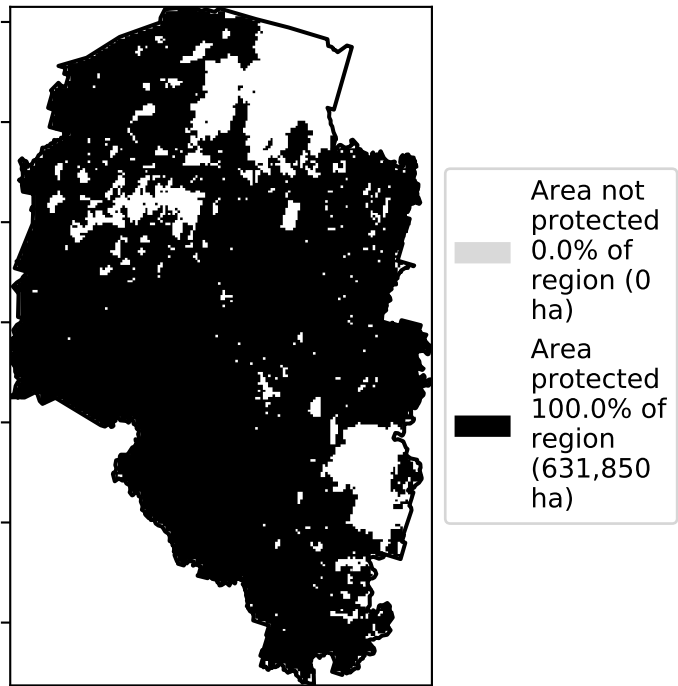 Area not
protected
0.0% of
region (0
ha)
Area
protected
100.0% of
region
(631,850
ha)